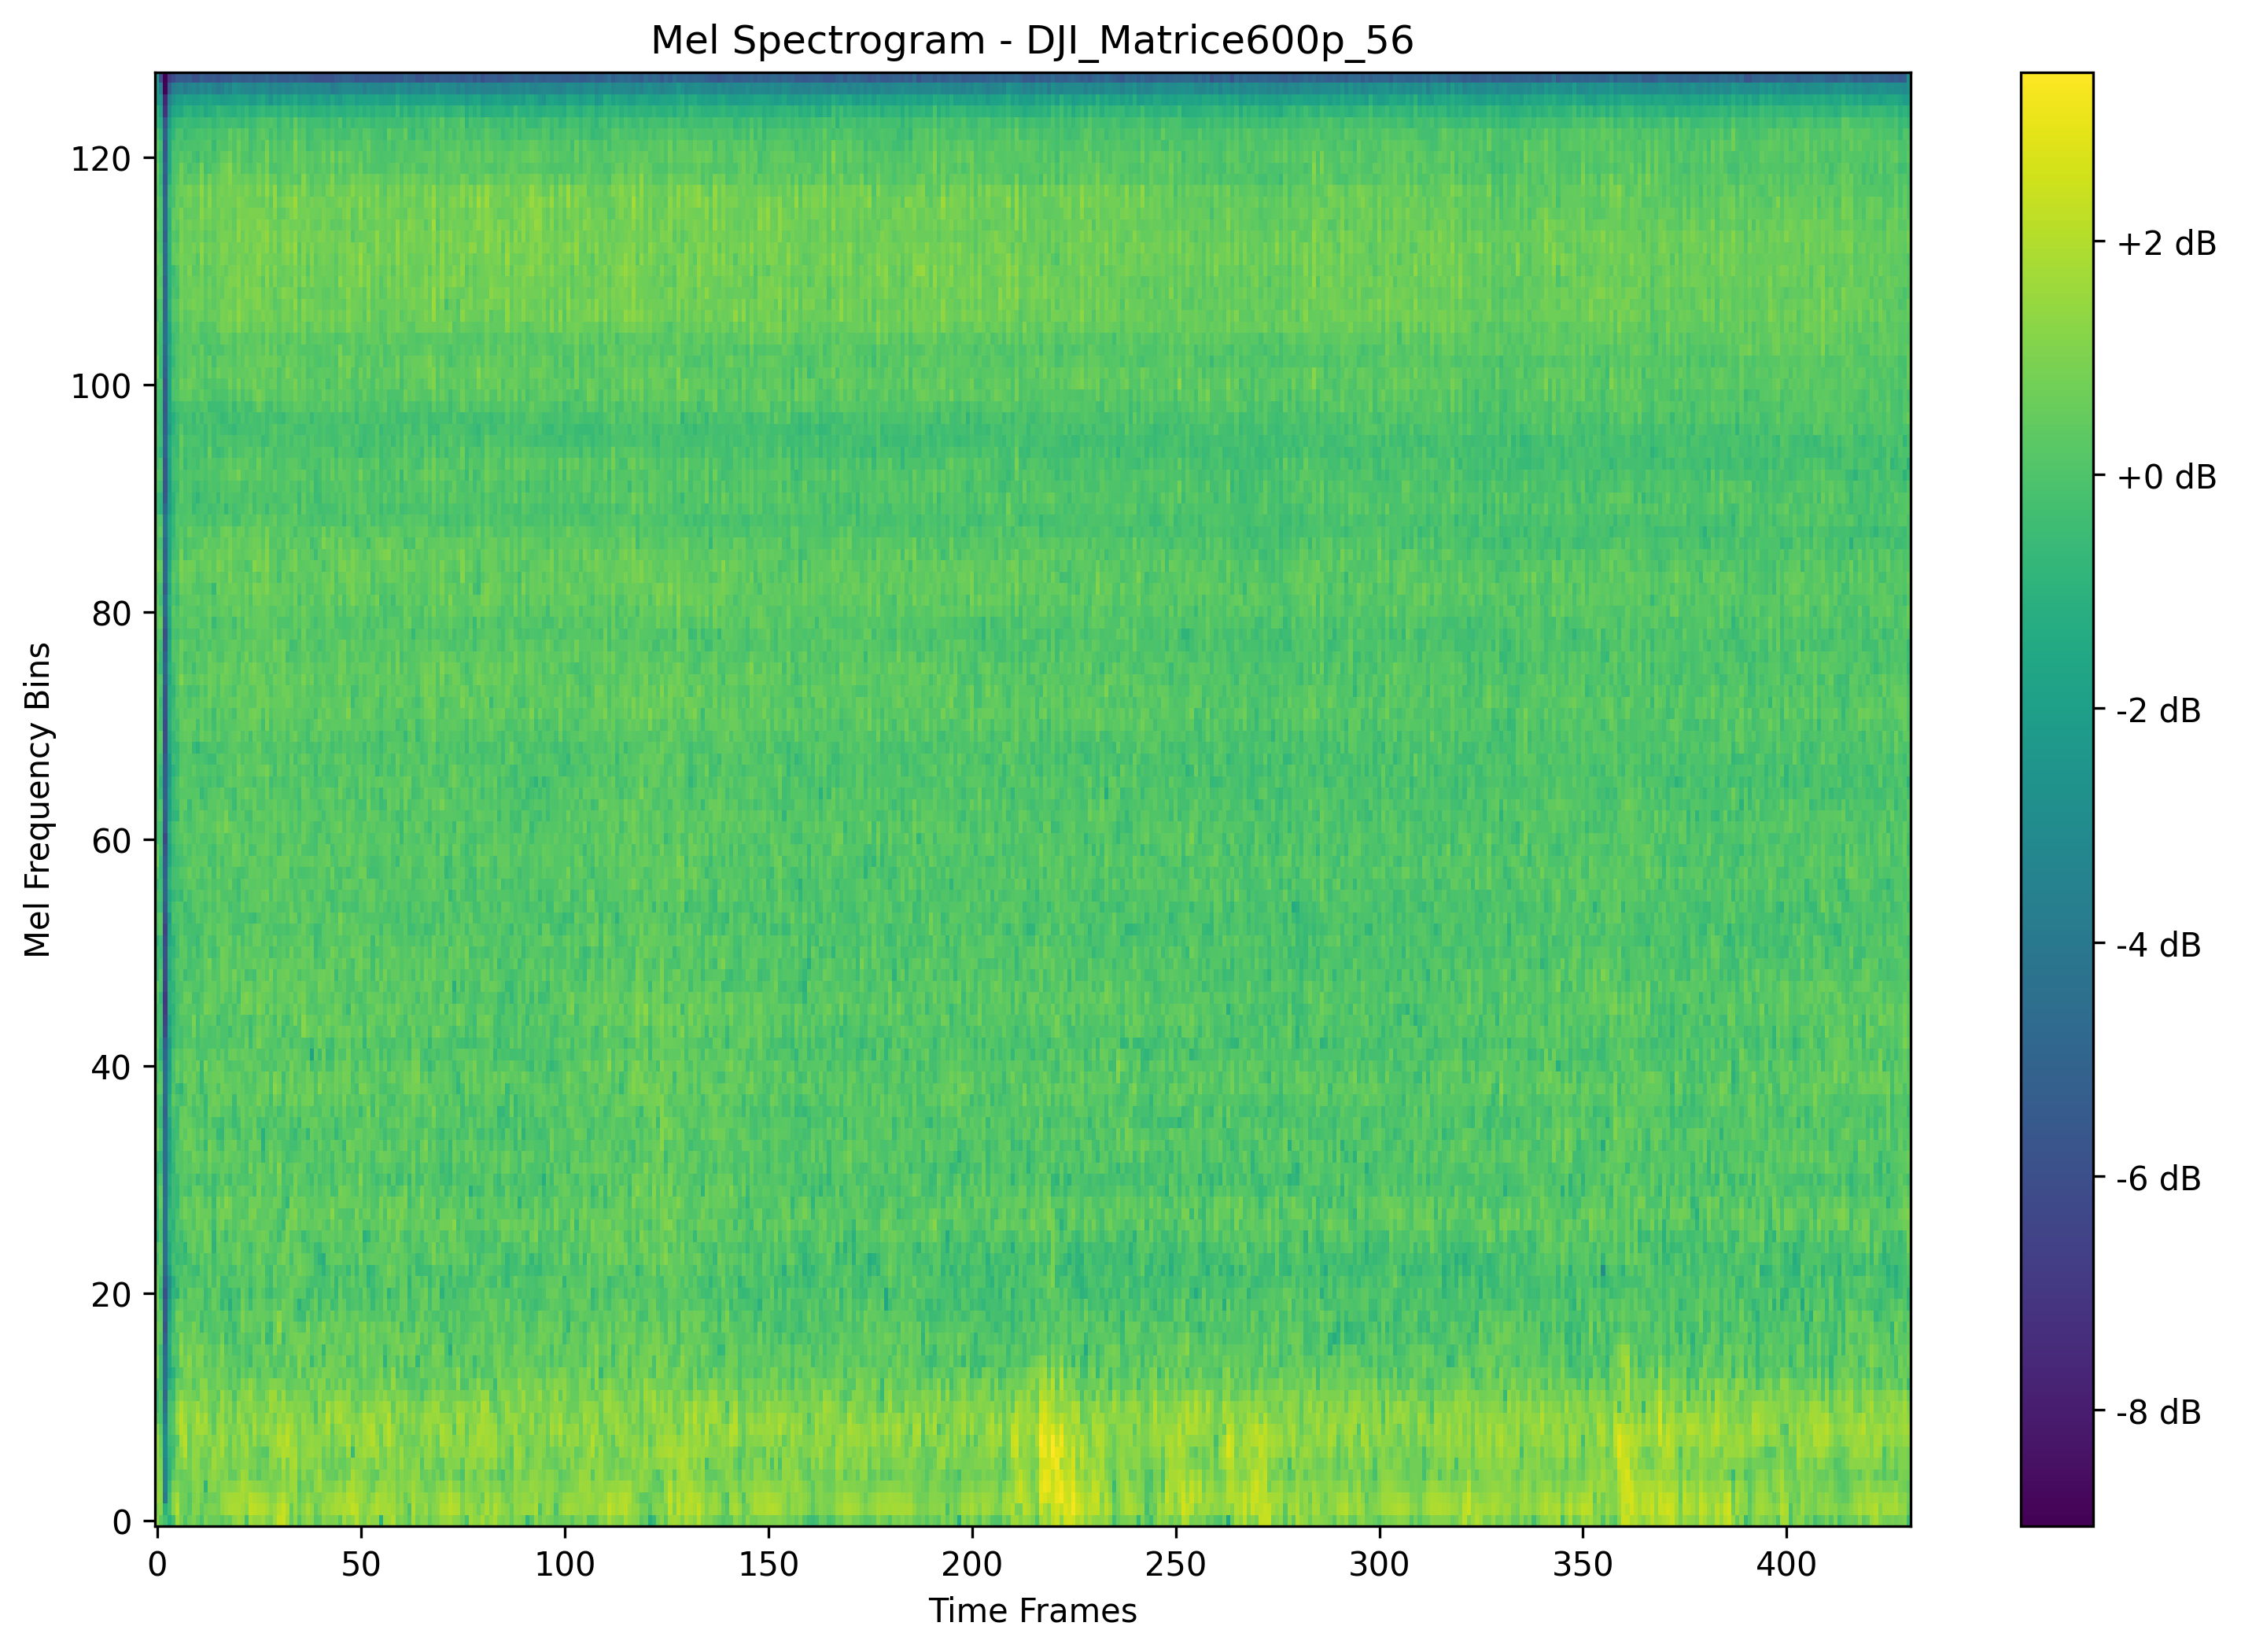 Mel Spectrogram - DJI_Matrice600p_56
120
100
80
60
40
20
0
Mel Frequency Bins
0 50 100 150 200 250 300 350 400
Time Frames
+2 dB
+0 dB
-2 dB
-4 dB
-6 dB
-8 dB